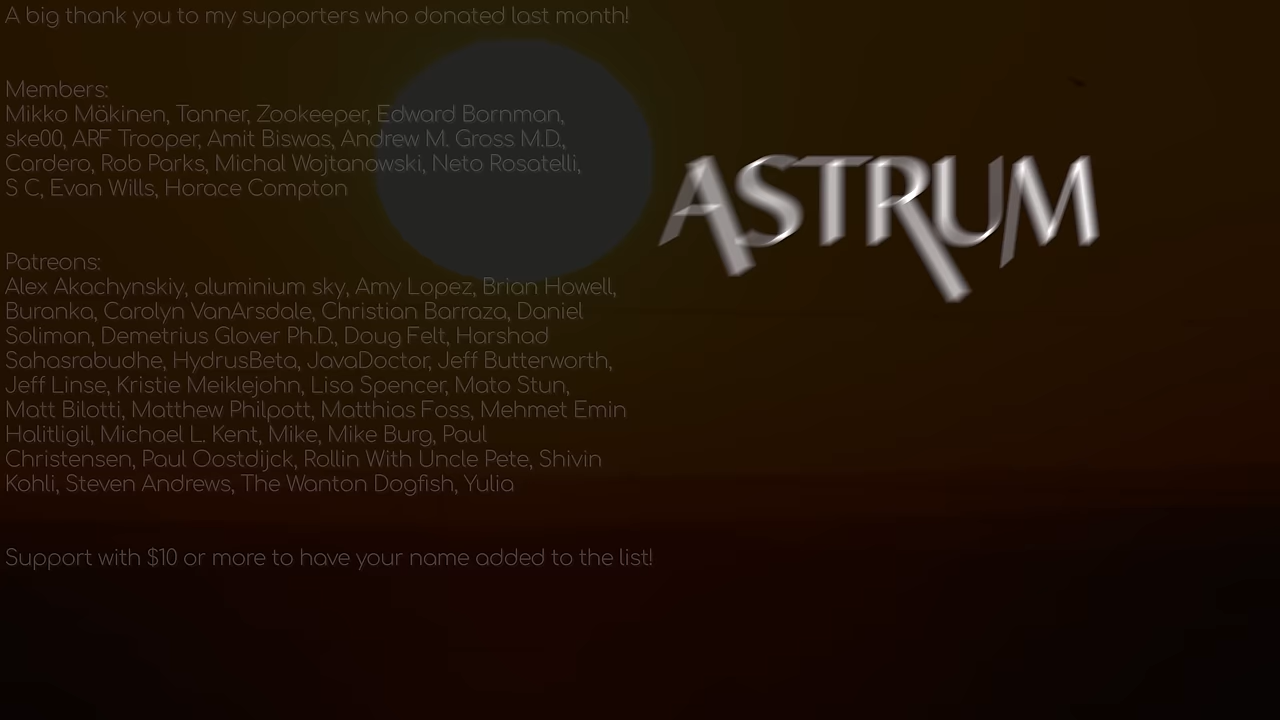 A big thank you to my supporters who donated last month!
Members:
Mikko Mäkinen, Tanner, Zookeeper, Edward Bornman,
ske00, ARF Trooper, Amit Biswas, Andrew M. Gross M.D.,
Cardero, Rob Parks, Michal Wojtanowski, Neto Rosatelli,
S C, Evan Wills, Horace Compton
ASTRUM
Patreons:
Alex Akachynskiy, aluminium sky, Amy Lopez, Brian Howell,
Buranka, Carolyn VanArsdale, Christian Barraza, Daniel
Soliman, Demetrius Glover Ph.D., Doug Felt, Harshad
Sahasrabudhe, HydrusBeta, JavaDoctor, Jeff Butterworth,
Jeff Linse, Kristie Meiklejohn, Lisa Spencer, Mato Stun,
Matt Bilotti, Matthew Philpott, Matthias Foss, Mehmet Emin
Halitligil, Michael L. Kent, Mike, Mike Burg, Paul
Christensen, Paul Oostdijck, Rollin With Uncle Pete, Shivin
Kohli, Steven Andrews, The Wanton Dogfish, Yulia
Support with $10 or more to have your name added to the list!